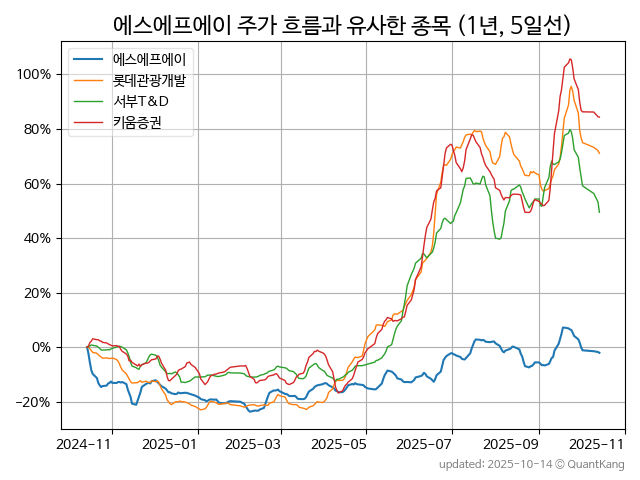 에스에프에이 주가 흐름과 유사한 종목 (1년, 5일선)
에스에프에이
롯데관광개발
서부T&D
키움증권
100%
80%
60%
40%
20%
0%
−20%
2024−11
2025−01
2025−03
2025−05
2025−07
2025−09
2025−11
updated: 2025-10-14 © QuantKang